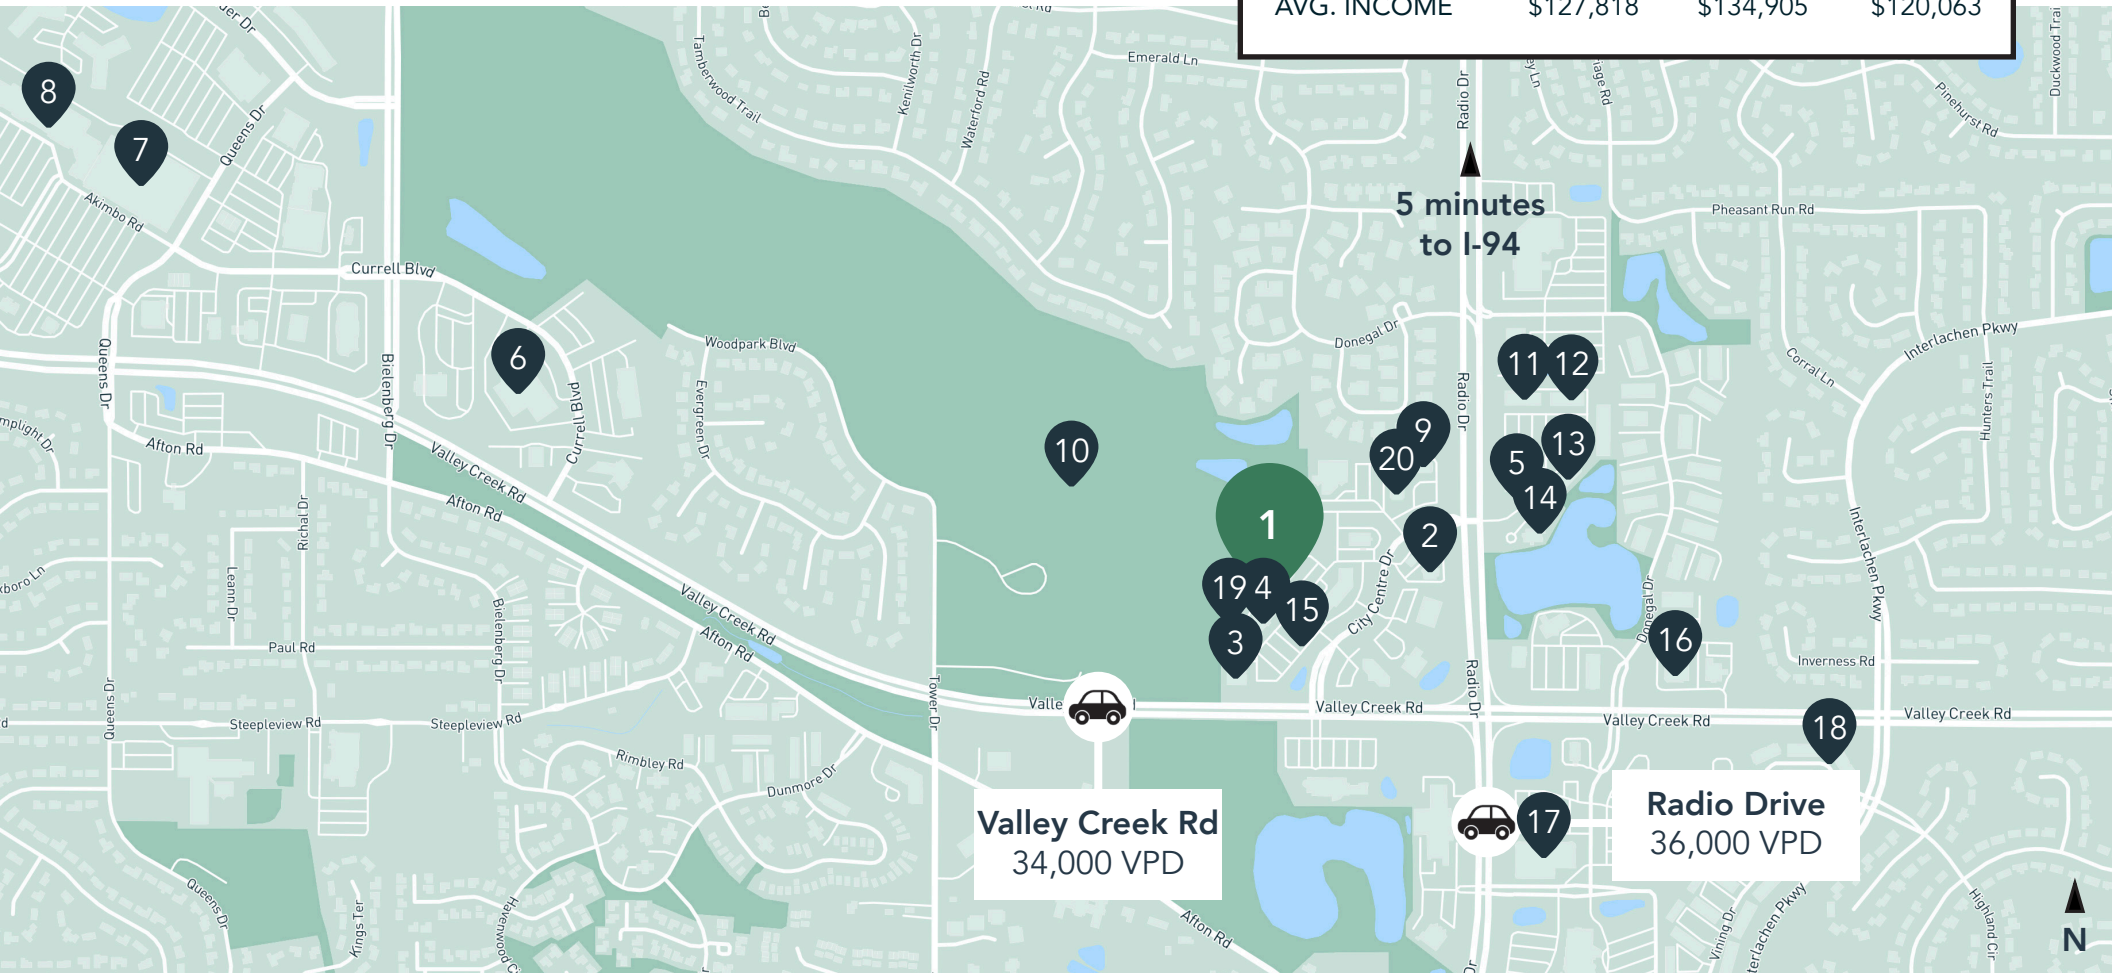 AVG. INCOME $127,818 $134,905 $120,063
Emerald Ln
Tamberwood Trail
Kenilworth Dr
Waterford Rd
Radio Dr
Duckwood Trai
Pinehurst Rd
8
7
Queens Dr
Akimbo Rd
5 minutes
to I-94
Pheasant Run Rd
Currell Blvd
Interlachen Pkwy
Donegal Dr
Woodpark Blvd
Queens Dr
Bielenberg Dr
6
Currell Blvd
Evergreen Dr
Radio Dr
11
12
Corral Ln
Hunters Trail
Afton Rd
Valley Creek Rd
Afton Rd
10
9
20
5
13
14
1
2
Interlachen Pkwy
Richal Dr
Leann Dr
Bielenberg Dr
Paul Rd
Valley Creek Rd
Afton Rd
19
4
15
3
City Centre Dr
Donegal Dr
16
Inverness Rd
Queens Dr
Steepleview Rd
Steepleview Rd
Tower Dr
Radio Dr
Valley Creek Rd
Valley Creek Rd
18
Valley Creek Rd
Rimbley Rd
Dunmore Dr
Valley Creek Rd
34,000 VPD
17
Radio Drive
36,000 VPD
Queens Dr
Kings Ter
Afton Rd
Vining Dr
Highland Cir
N